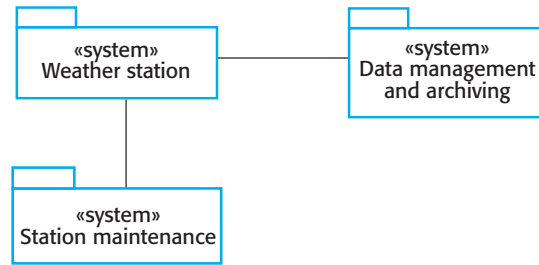 «system»
Weather station
«system»
Data management
and archiving
«system»
Station maintenance